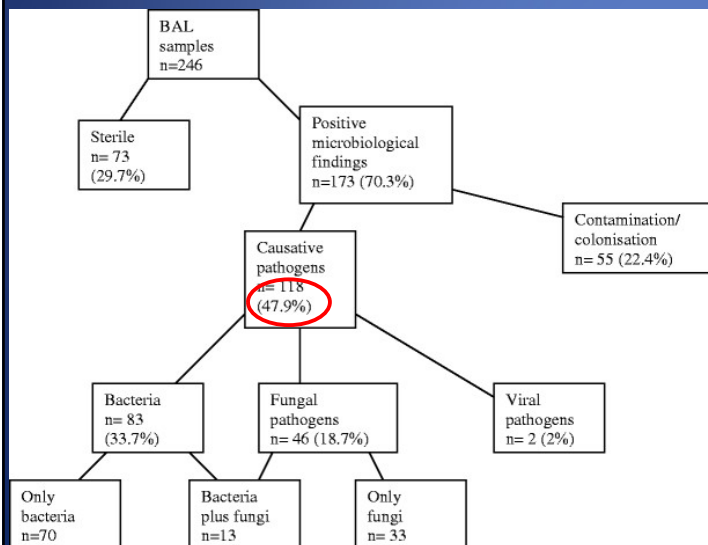 BAL
samples
n=246
Sterile
n= 73
(29.7%)
Positive
microbiological
findings
n=173 (70.3%)
Contamination/
colonisation
n= 55 (22.4%)
Causative
pathogens
n= 118
(47.9%)
Bacteria
n= 83
(33.7%)
Fungal
pathogens
n= 46 (18.7%)
Viral
pathogens
n= 2 (2%)
Only
bacteria
n=70
Bacteria
plus fungi
n=13
Only
fungi
n= 33